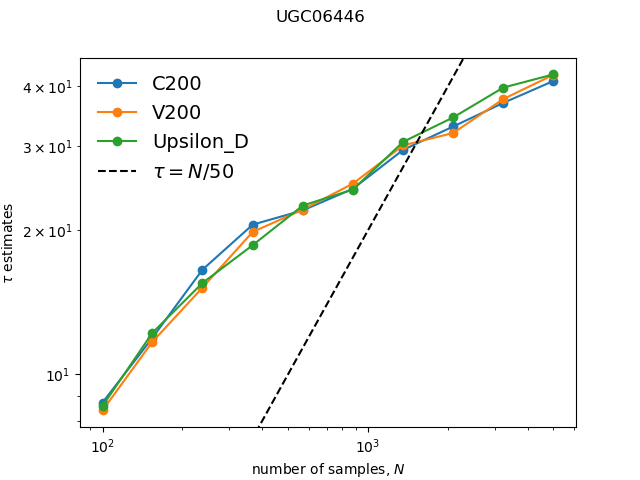 UGC06446
C200
V200
Upsilon_D
τ = N/50
4 × 10¹
3 × 10¹
2 × 10¹
10¹
τ estimates
10² 10³
number of samples, N